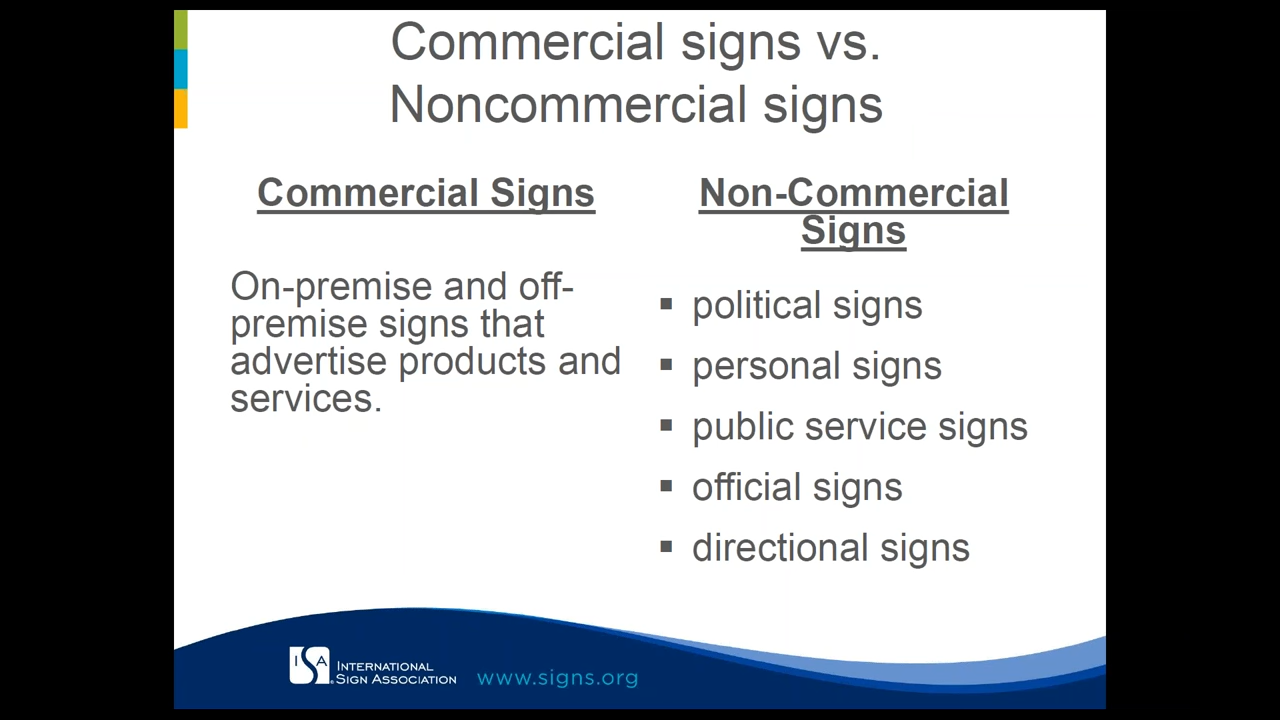 Commercial signs vs.
Noncommercial signs
Commercial Signs
On-premise and off-
premise signs that
advertise products and
services.
Non-Commercial
Signs
▪ political signs
▪ personal signs
▪ public service signs
▪ official signs
▪ directional signs
ISA
INTERNATIONAL
SIGN ASSOCIATION
www.signs.org